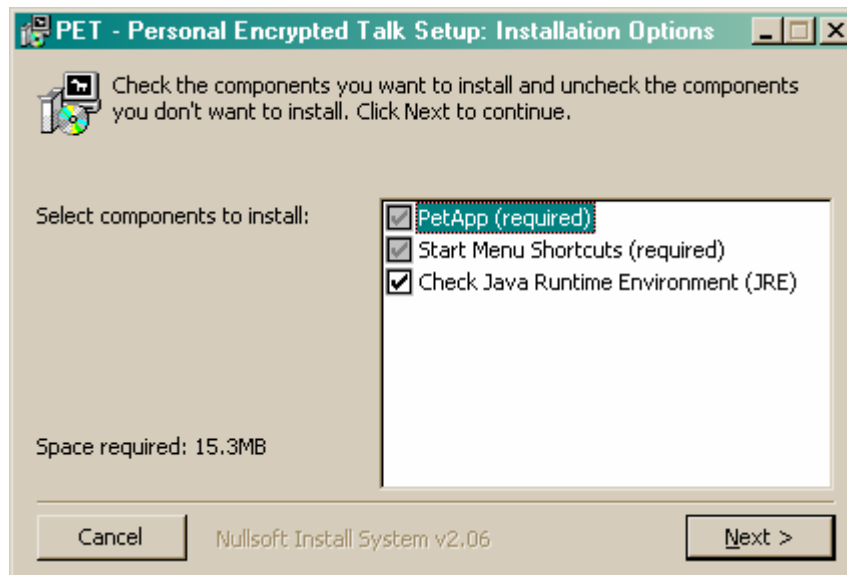 PET - Personal Encrypted Talk Setup: Installation Options
Check the components you want to install and uncheck the components
you don't want to install. Click Next to continue.
Select components to install:
PetApp (required)
Start Menu Shortcuts (required)
Check Java Runtime Environment (JRE)
Space required: 15.3MB
Cancel
Nullsoft Install System v2.06
Next >